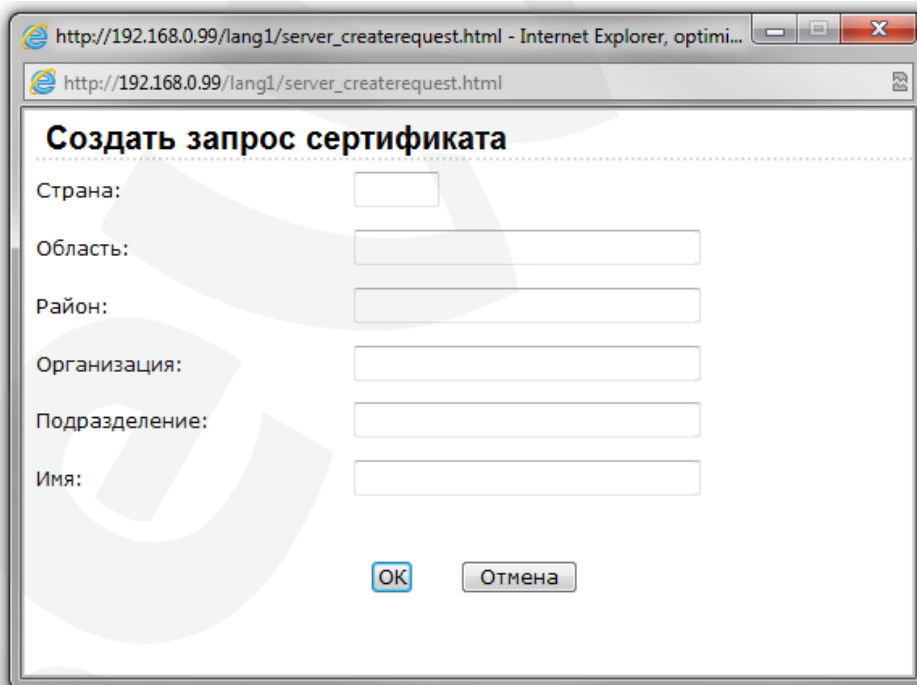 http://192.168.0.99/lang1/server_createrequest.html - Internet Explorer, optimi...
http://192.168.0.99/lang1/server_createrequest.html
Создать запрос сертификата
Страна:
Область:
Район:
Организация:
Подразделение:
Имя:
OK Отмена